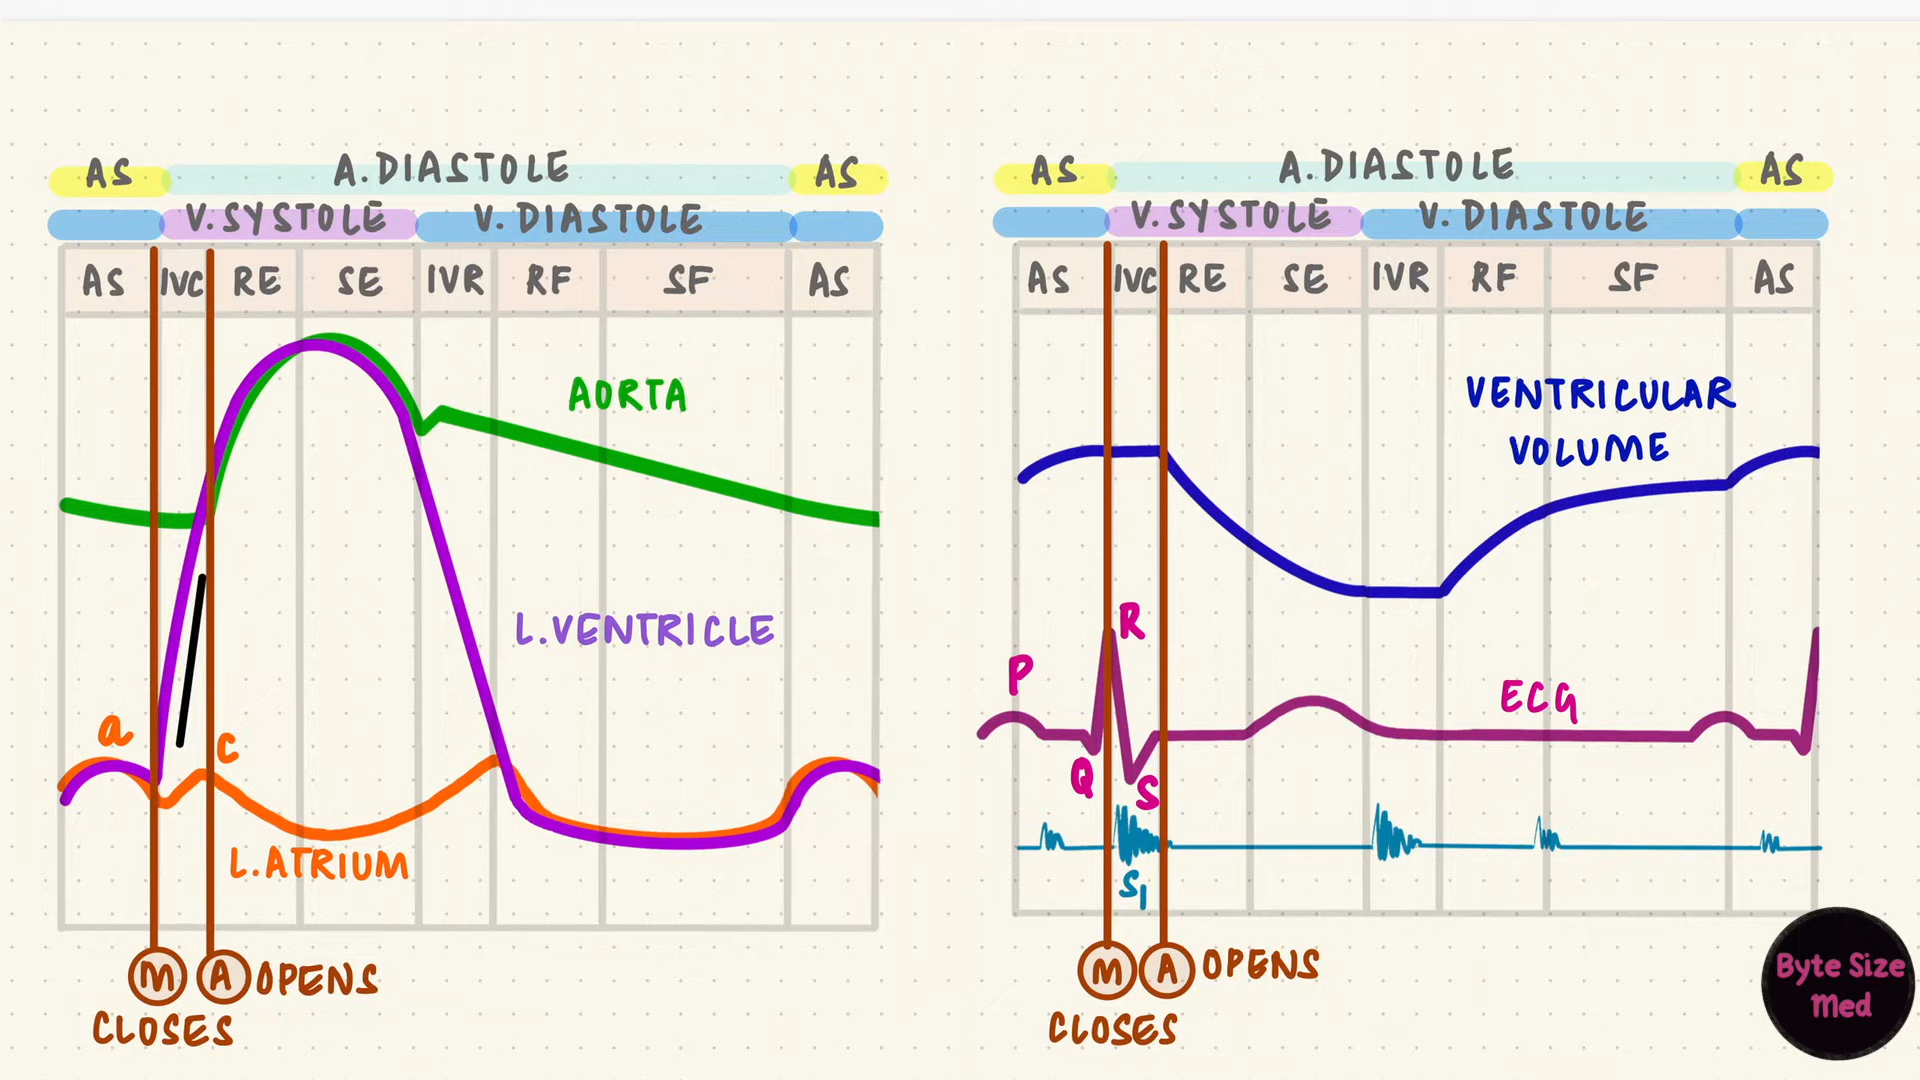 AS A.DIASTOLE AS
V.SYSTOLE V.DIASTOLE
AS IVC RE SE IVR RF SF AS
AORTA
L.VENTRICLE
a
c
L.ATRIUM
M A OPENS
CLOSES
AS A.DIASTOLE AS
V.SYSTOLE V.DIASTOLE
AS IVC RE SE IVR RF SF AS
VENTRICULAR
VOLUME
R
P
ECG
Q
S
S1
M A OPENS
CLOSES
Byte Size
Med